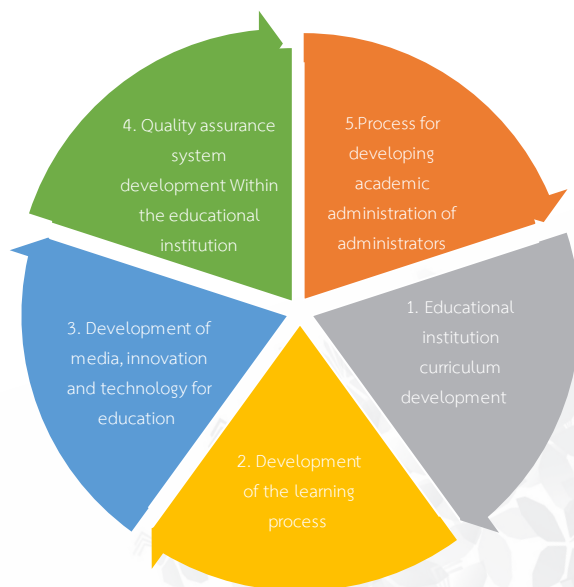 4. Quality assurance
system
development Within
the educational
institution
5.Process for
developing
academic
administration of
administrators
1. Educational
institution
curriculum
development
3. Development of
media, innovation
and technology for
education
2. Development
of the learning
process